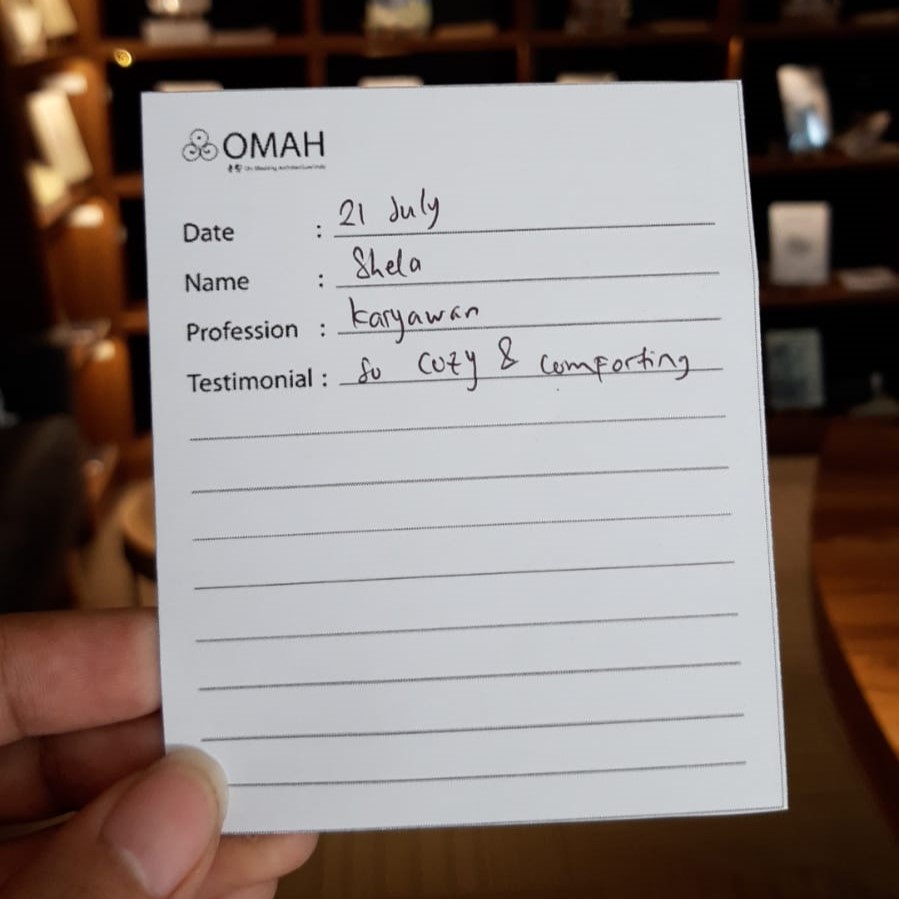 OMAH
Date : 21 July
Name : Shela
Profession : Karyawan
Testimonial : So Cozy & Comforting